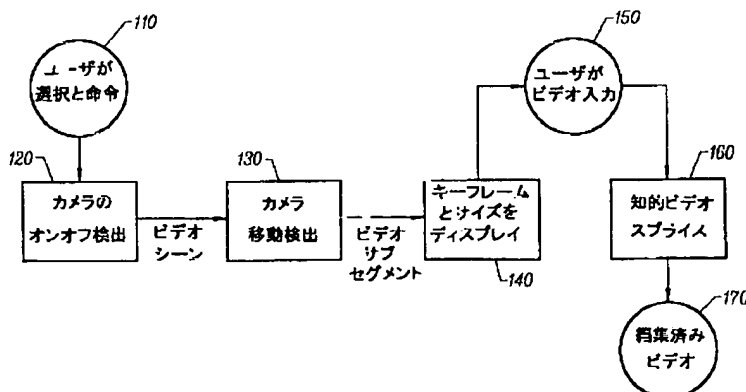 110
ユーザが
選択と命令
120
カメラの
オンオフ検出
ビデオ
シーン
130
カメラ
移動検出
ビデオ
サブ
セグメント
キーフレーム
とサイズを
ディスプレイ
140
150
ユーザが
ビデオ入力
160
知的ビデオ
スプライス
170
編集済み
ビデオ